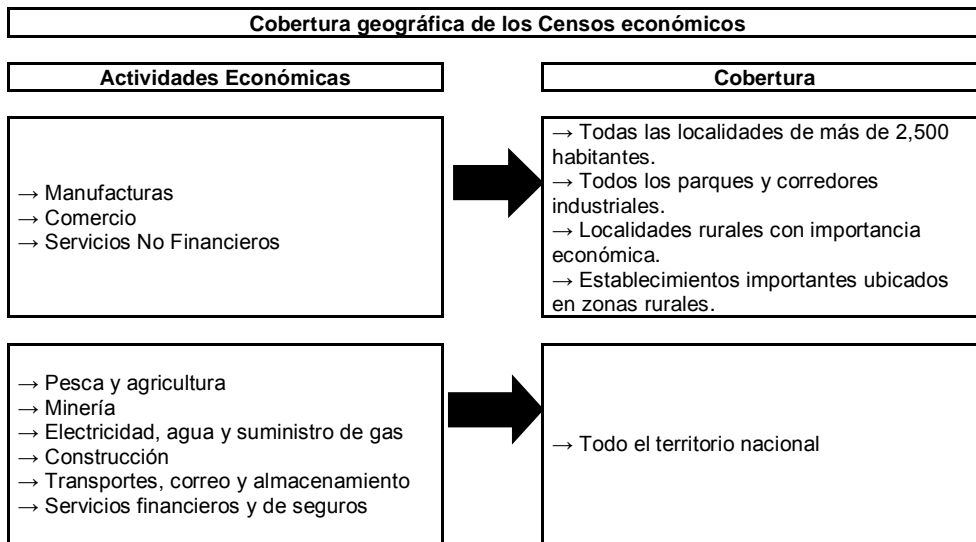 Cobertura geográfica de los Censos económicos
Actividades Económicas
Cobertura
→ Manufacturas
→ Comercio
→ Servicios No Financieros
→ Todas las localidades de más de 2,500
habitantes.
→ Todos los parques y corredores
industriales.
→ Localidades rurales con importancia
económica.
→ Establecimientos importantes ubicados
en zonas rurales.
→ Pesca y agricultura
→ Minería
→ Electricidad, agua y suministro de gas
→ Construcción
→ Transportes, correo y almacenamiento
→ Servicios financieros y de seguros
→ Todo el territorio nacional